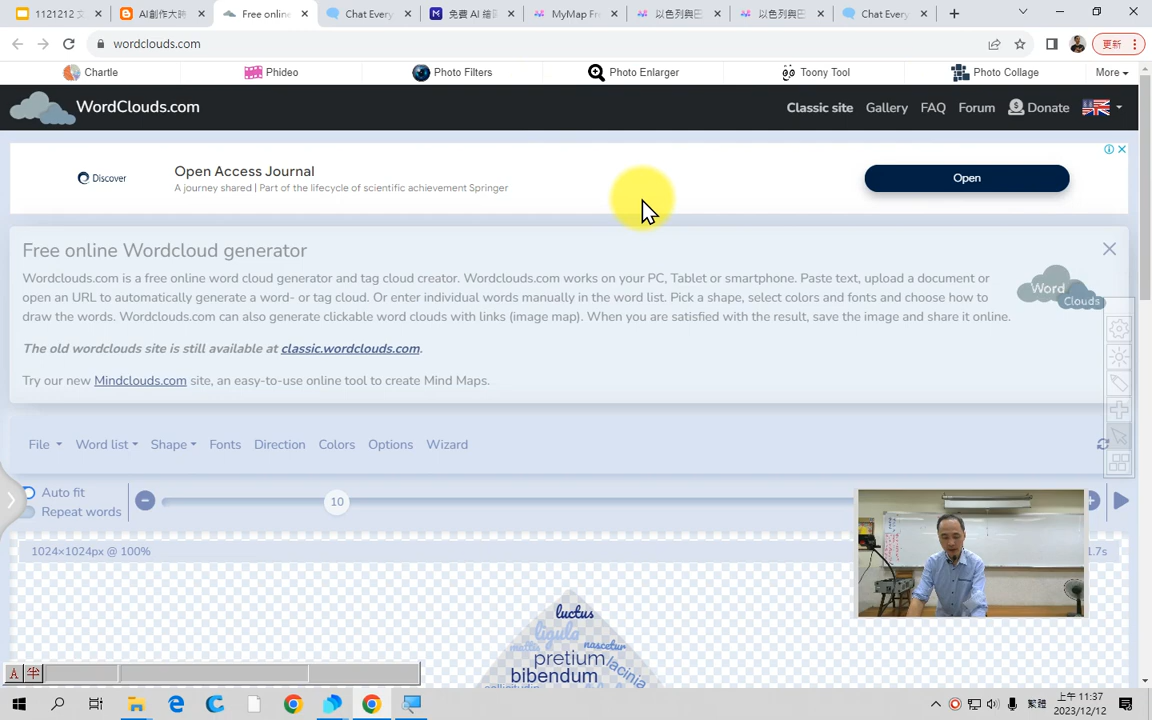 1121212 文
AI創作大時
Free online
Chat Every
免費 AI 繪
MyMap Fr
以色列與巴
以色列與巴
Chat Every
wordclouds.com
更新
Chartle
Phideo
Photo Filters
Photo Enlarger
Toony Tool
Photo Collage
More
WordClouds.com
Classic site
Gallery
FAQ
Forum
Donate
Discover
Open Access Journal
A journey shared | Part of the lifecycle of scientific achievement Springer
Open
Free online Wordcloud generator
Wordclouds.com is a free online word cloud generator and tag cloud creator. Wordclouds.com works on your PC, Tablet or smartphone. Paste text, upload a document or
open an URL to automatically generate a word- or tag cloud. Or enter individual words manually in the word list. Pick a shape, select colors and fonts and choose how to
draw the words. Wordclouds.com can also generate clickable word clouds with links (image map). When you are satisfied with the result, save the image and share it online.
Word
Clouds
The old wordclouds site is still available at classic.wordclouds.com.
Try our new Mindclouds.com site, an easy-to-use online tool to create Mind Maps.
File
Word list
Shape
Fonts
Direction
Colors
Options
Wizard
Auto fit
Repeat words
10
1024×1024px @ 100%
1.7s
luctus
ligula
mattis
nascetur
pretium
lacinia
bibendum
A 半
繁體
上午 11:37
2023/12/12